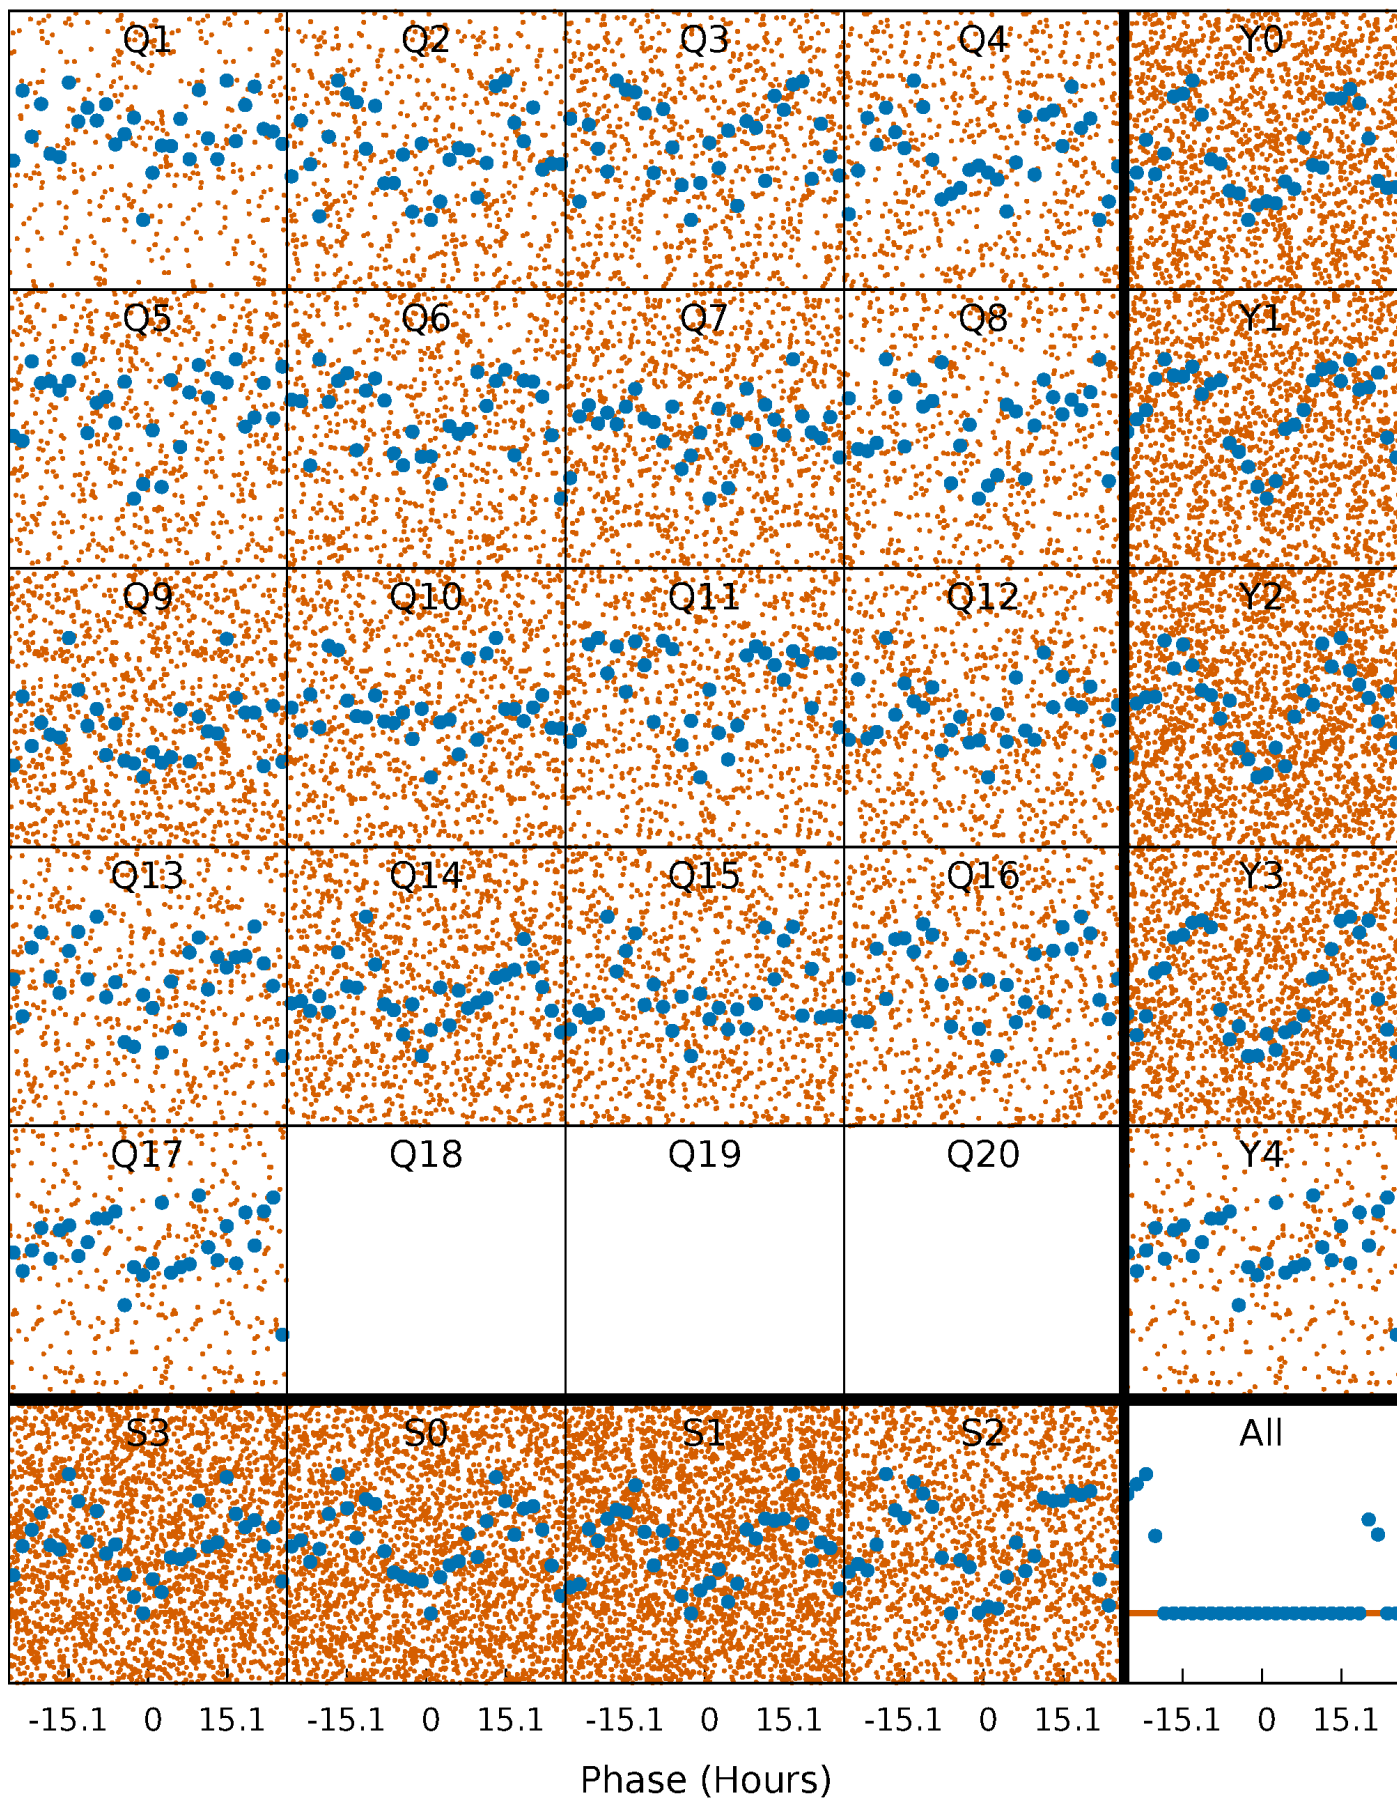 Q1 Q2 Q3 Q4 Y0
Q5 Q6 Q7 Q8 Y1
Q9 Q10 Q11 Q12 Y2
Q13 Q14 Q15 Q16 Y3
Q17 Q18 Q19 Q20 Y4
S3 S0 S1 S2 All
-15.1 0 15.1 -15.1 0 15.1 -15.1 0 15.1 -15.1 0 15.1 -15.1 0 15.1
Phase (Hours)